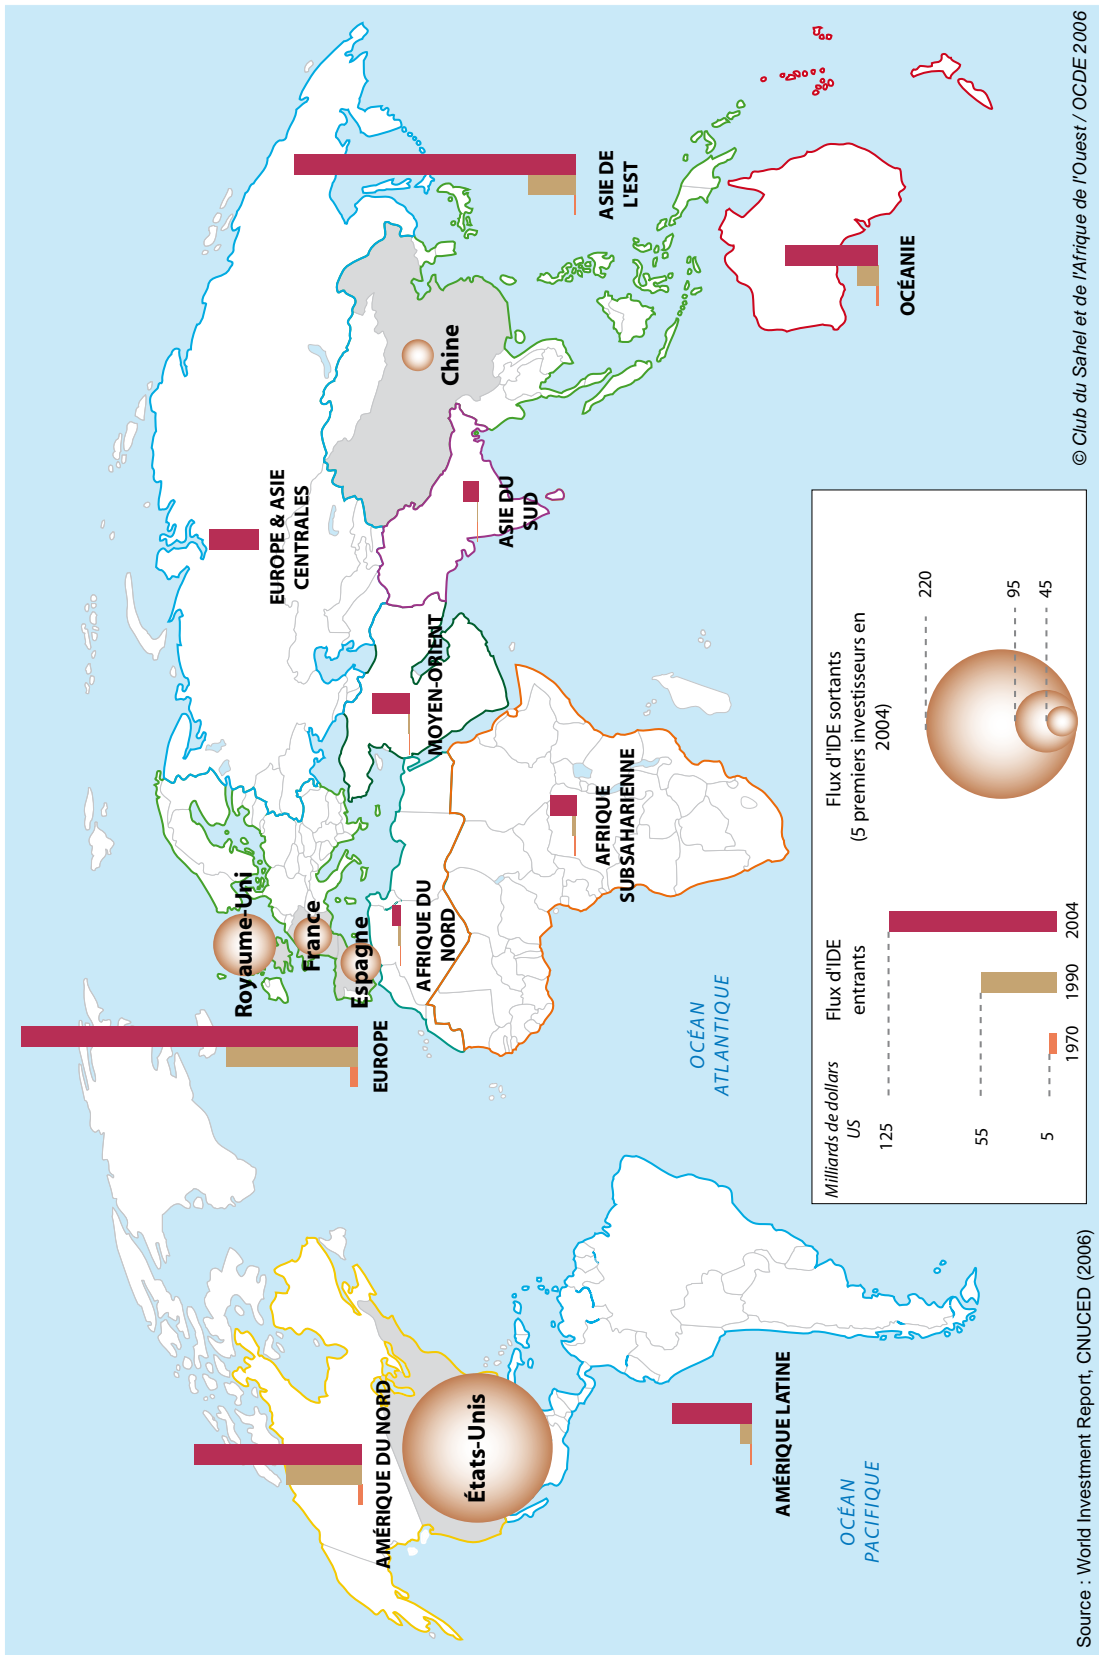 EUROPE & ASIE
CENTRALES
ASIE DE
L'EST
Chine
ASIE DU
SUD
MOYEN-ORIENT
OCÉANIE
Royaume-Uni
France
Espagne
EUROPE
AFRIQUE DU
NORD
AFRIQUE
SUBSAHARIENNE
AMÉRIQUE DU NORD
États-Unis
AMÉRIQUE LATINE
OCÉAN
ATLANTIQUE
OCÉAN
PACIFIQUE
Milliards de dollars
US
125
55
5
Flux d'IDE
entrants
1970
1990
2004
Flux d'IDE sortants
(5 premiers investisseurs en
2004)
220
95
45
Source : World Investment Report, CNUCED (2006)
© Club du Sahel et de l'Afrique de l'Ouest / OCDE 2006